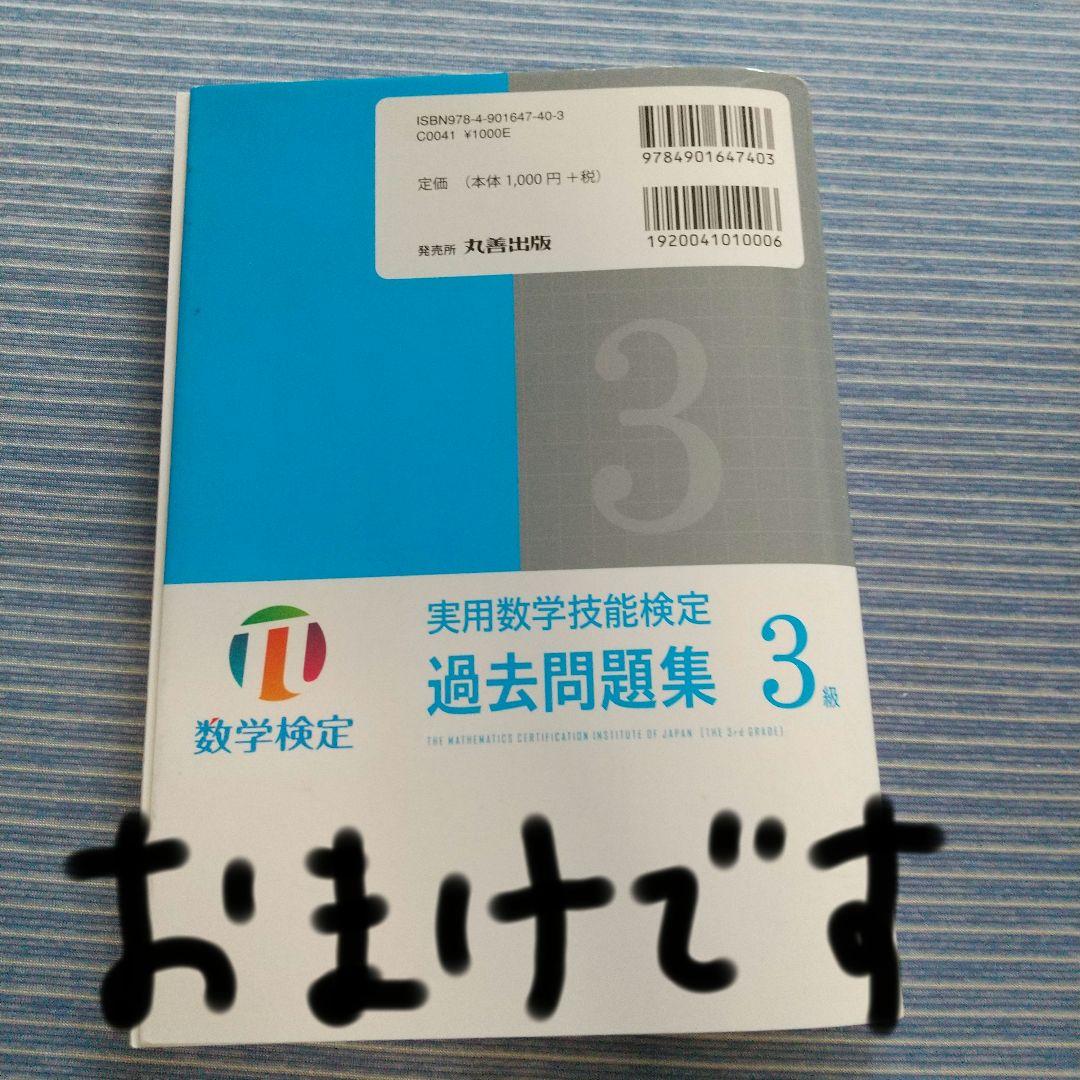 ISBN978-4-901647-40-3
C0041 ¥1000E
定価 (本体1,000円+税)
発売所 丸善出版
9784901647403
1920041010006
3
実用数学技能検定
過去問題集 3級
THE MATHEMATICS CERTIFICATION INSTITUTE OF JAPAN [THE 3rd GRADE]
数学検定
おまけです